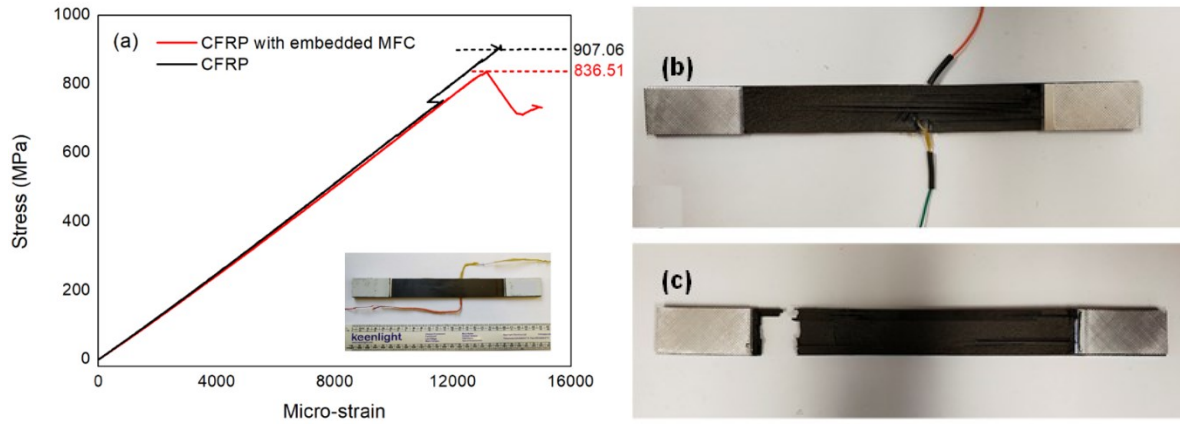 (a)
CFRP with embedded MFC
CFRP
907.06
836.51
1000
800
600
400
200
0
Stress (MPa)
0 4000 8000 12000 16000
Micro-strain
keenlight
(b)
(c)